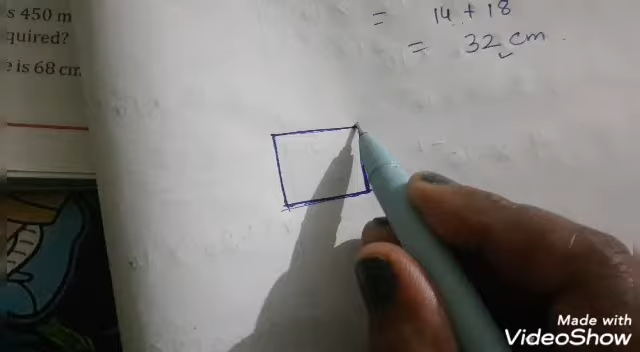 s 450 m
quired?
e is 68 cm
= 14 + 18
= 32 cm
Made with
VideoShow